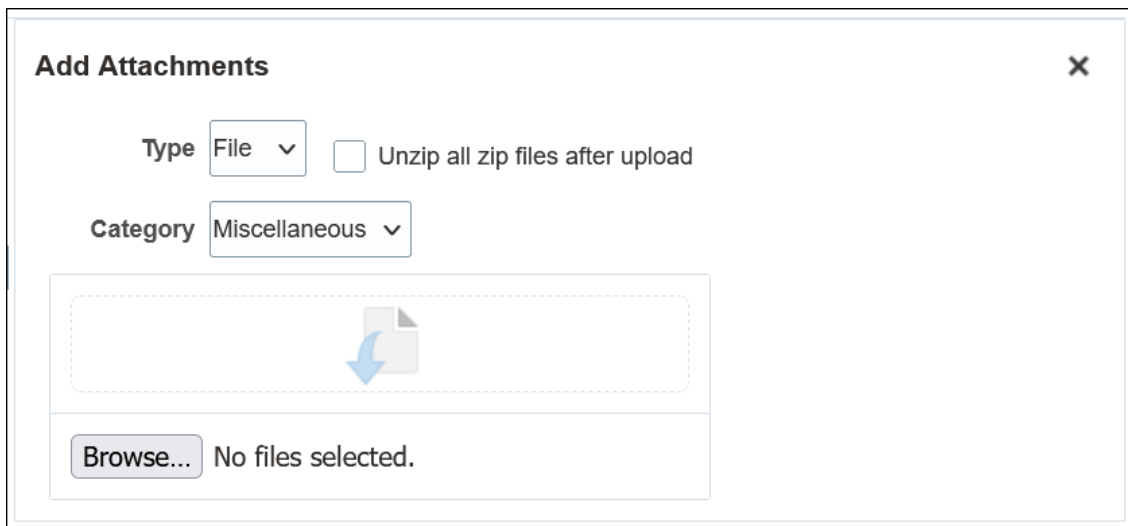 Add Attachments
Type File Unzip all zip files after upload
Category Miscellaneous
Browse... No files selected.